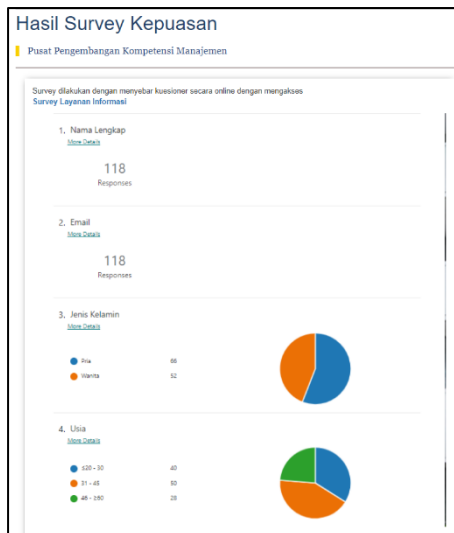 Hasil Survey Kepuasan
Pusat Pengembangan Kompetensi Manajemen
Survey dilakukan dengan menyebar kuesioner secara online dengan mengakses
Survey Layanan Informasi
1. Nama Lengkap
More Details
118
Responses
2. Email
More Details
118
Responses
3. Jenis Kelamin
More Details
Pria 66
Wanita 52
4. Usia
More Details
≤20 - 30 40
31 - 45 50
46 - ≥60 28